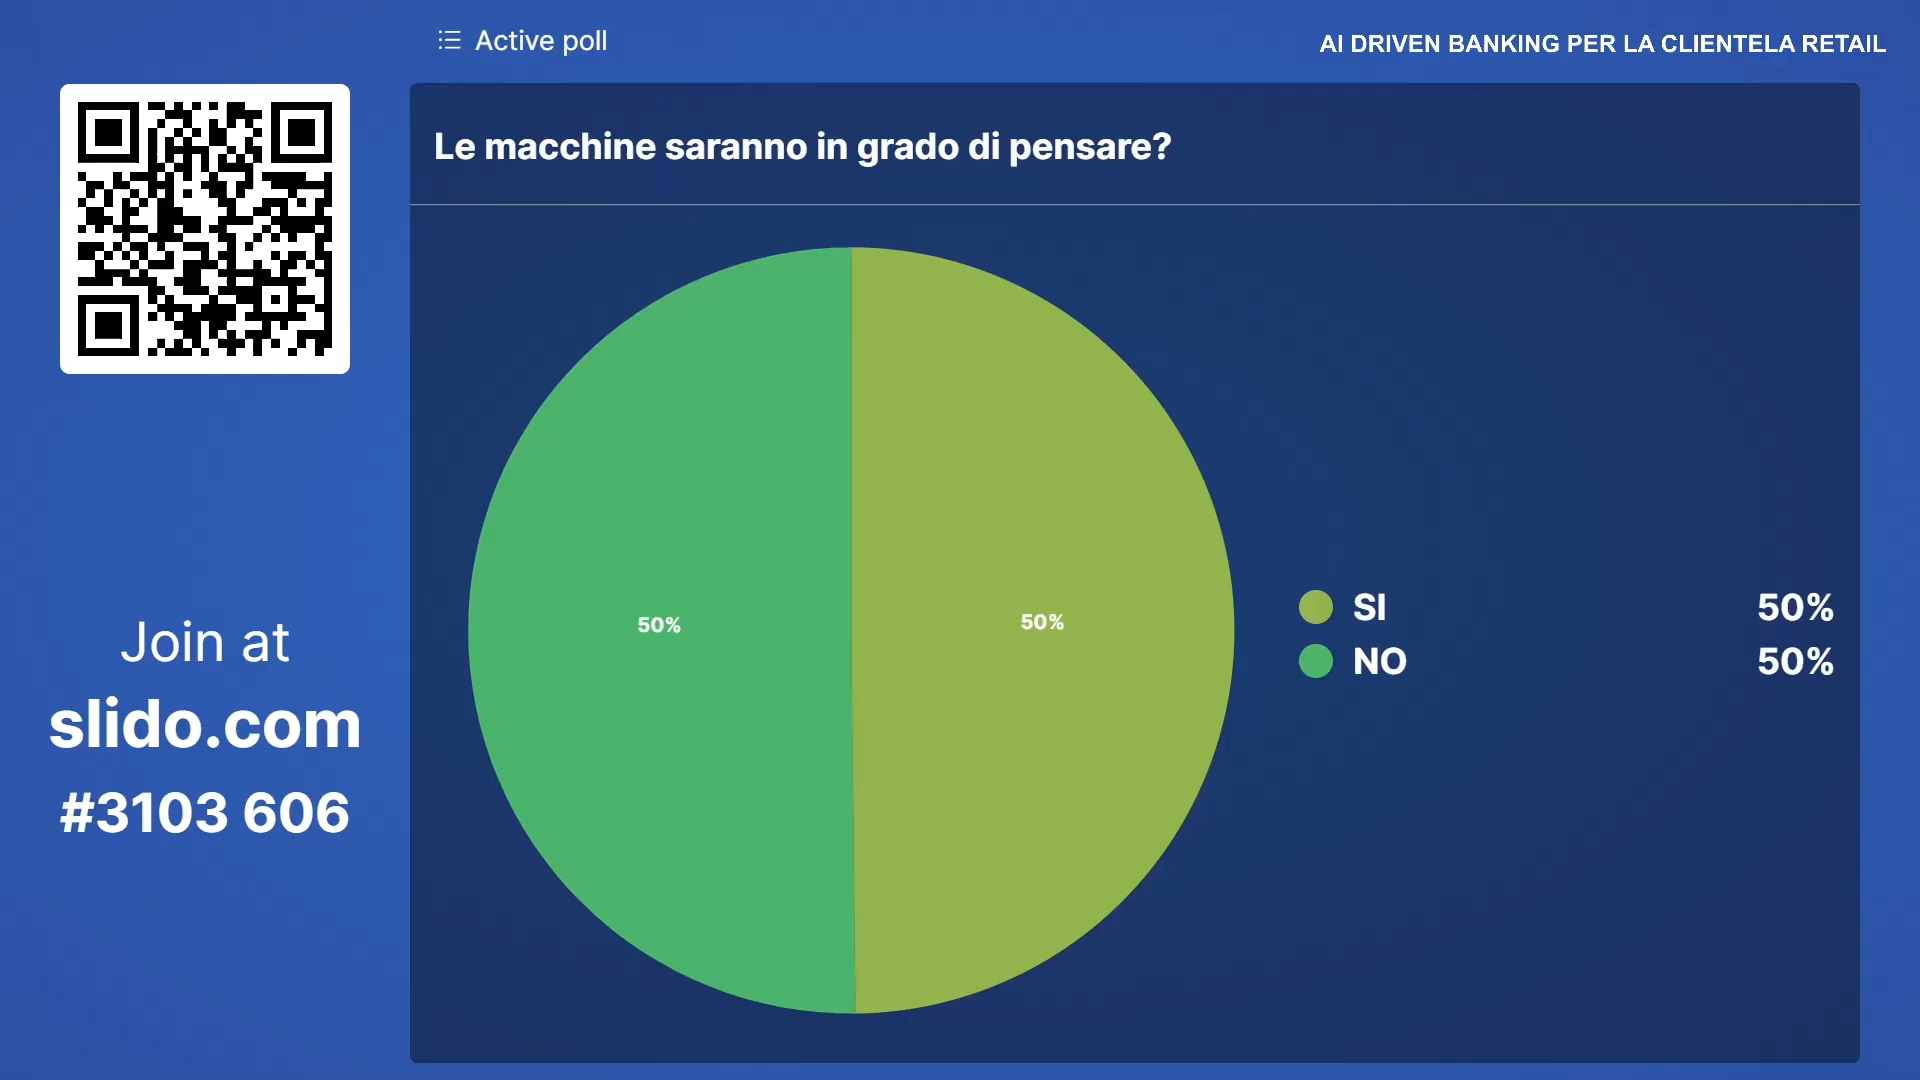 Active poll
AI DRIVEN BANKING PER LA CLIENTELA RETAIL
Le macchine saranno in grado di pensare?
50%
50%
SI 50%
NO 50%
Join at
slido.com
#3103 606